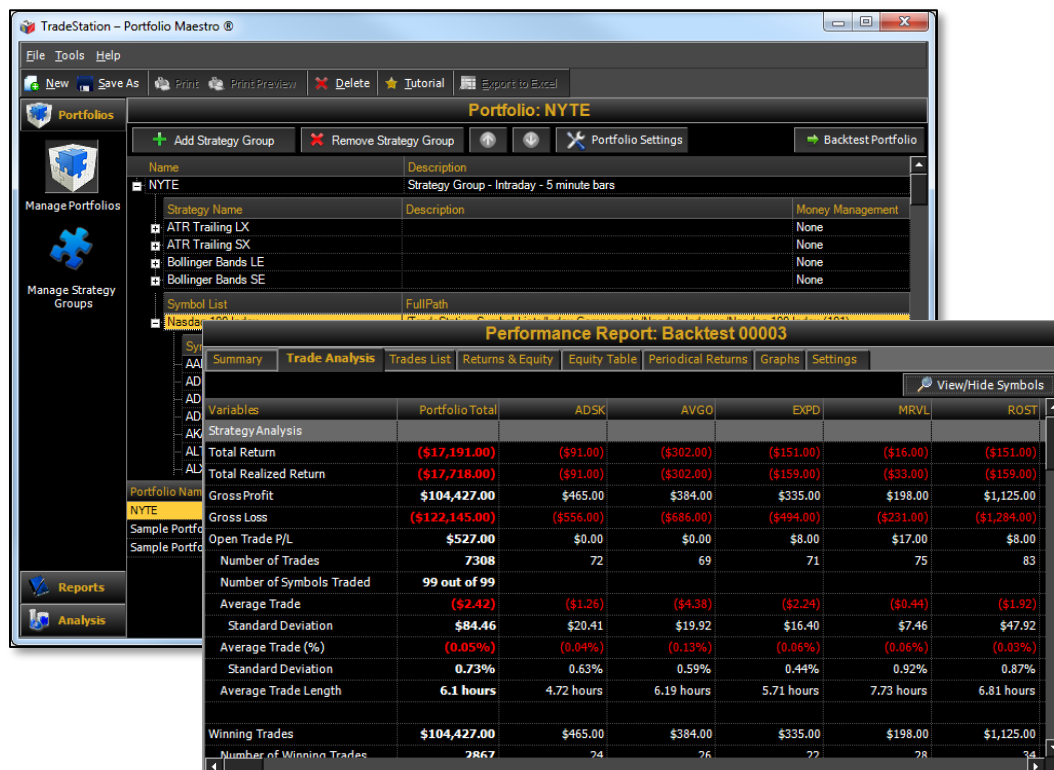 TradeStation – Portfolio Maestro ®
File Tools Help
New Save As Print Print Preview Delete Tutorial Export to Excel
Portfolios Portfolio: NYTE
Add Strategy Group Remove Strategy Group Portfolio Settings Backtest Portfolio
Name Description
NYTE Strategy Group - Intraday - 5 minute bars
Manage Portfolios
Strategy Name Description Money Management
ATR Trailing LX None
ATR Trailing SX None
Bollinger Bands LE None
Bollinger Bands SE None
Manage Strategy
Groups
Symbol List FullPath
Performance Report: Backtest 00003
Summary Trade Analysis Trades List Returns & Equity Equity Table Periodical Returns Graphs Settings
View/Hide Symbols
Variables Portfolio Total ADSK AVGO EXPD MRVL ROST
Strategy Analysis
Total Return ($17,191.00) ($91.00) ($302.00) ($151.00) ($16.00) ($151.00)
Total Realized Return ($17,718.00) ($91.00) ($302.00) ($159.00) ($33.00) ($159.00)
Gross Profit $104,427.00 $465.00 $384.00 $335.00 $198.00 $1,125.00
Gross Loss ($122,145.00) ($556.00) ($686.00) ($494.00) ($231.00) ($1,284.00)
Open Trade P/L $527.00 $0.00 $0.00 $8.00 $17.00 $8.00
Number of Trades 7308 72 69 71 75 83
Number of Symbols Traded 99 out of 99
Average Trade ($2.42) ($1.26) ($4.38) ($2.24) ($0.44) ($1.92)
Standard Deviation $84.46 $20.41 $19.92 $16.40 $7.46 $47.92
Average Trade (%) (0.05%) (0.04%) (0.13%) (0.06%) (0.06%) (0.03%)
Standard Deviation 0.73% 0.63% 0.59% 0.44% 0.92% 0.87%
Average Trade Length 6.1 hours 4.72 hours 6.19 hours 5.71 hours 7.73 hours 6.81 hours
Winning Trades $104,427.00 $465.00 $384.00 $335.00 $198.00 $1,125.00
Number of Winning Trades 2867 24 26 22 28 34
AD
AD
AD
Portfolio Nam
NYTE
Sample Portfo
Sample Portfo
Reports
Analysis